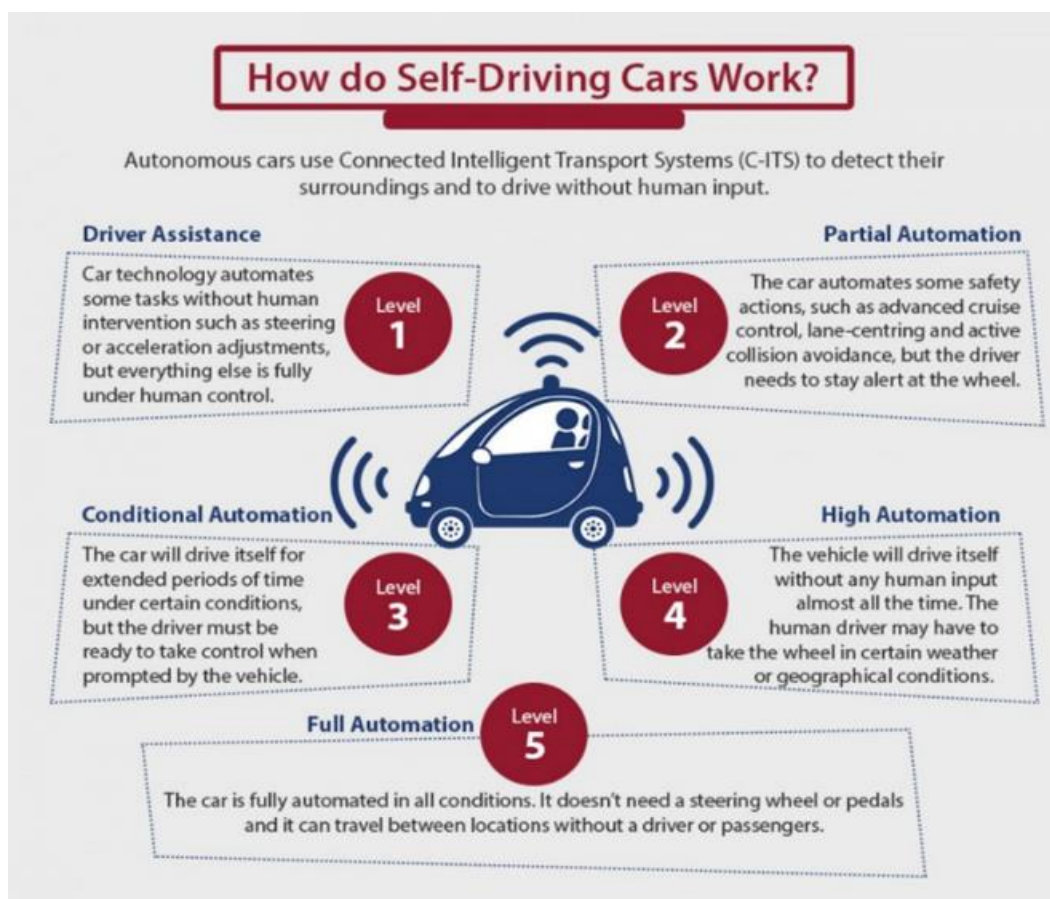 How do Self-Driving Cars Work?
Autonomous cars use Connected Intelligent Transport Systems (C-ITS) to detect their
surroundings and to drive without human input.
Driver Assistance
Car technology automates
some tasks without human
intervention such as steering
or acceleration adjustments,
but everything else is fully
under human control.
Level
1
Partial Automation
Level
2
The car automates some safety
actions, such as advanced cruise
control, lane-centring and active
collision avoidance, but the driver
needs to stay alert at the wheel.
Conditional Automation
The car will drive itself for
extended periods of time
under certain conditions,
but the driver must be
ready to take control when
prompted by the vehicle.
Level
3
High Automation
Level
4
The vehicle will drive itself
without any human input
almost all the time. The
human driver may have to
take the wheel in certain weather
or geographical conditions.
Full Automation
Level
5
The car is fully automated in all conditions. It doesn't need a steering wheel or pedals
and it can travel between locations without a driver or passengers.